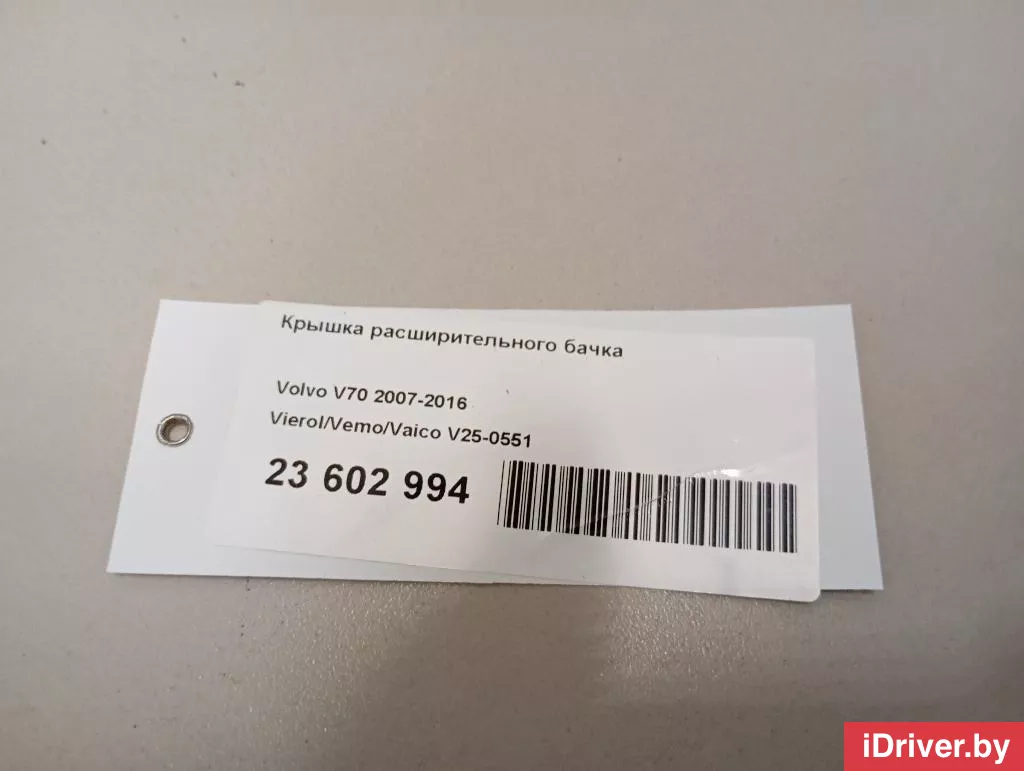 Крышка расширительного бачка
Volvo V70 2007-2016
Vierol/Vemo/Vaico V25-0551
23 602 994
iDriver.by